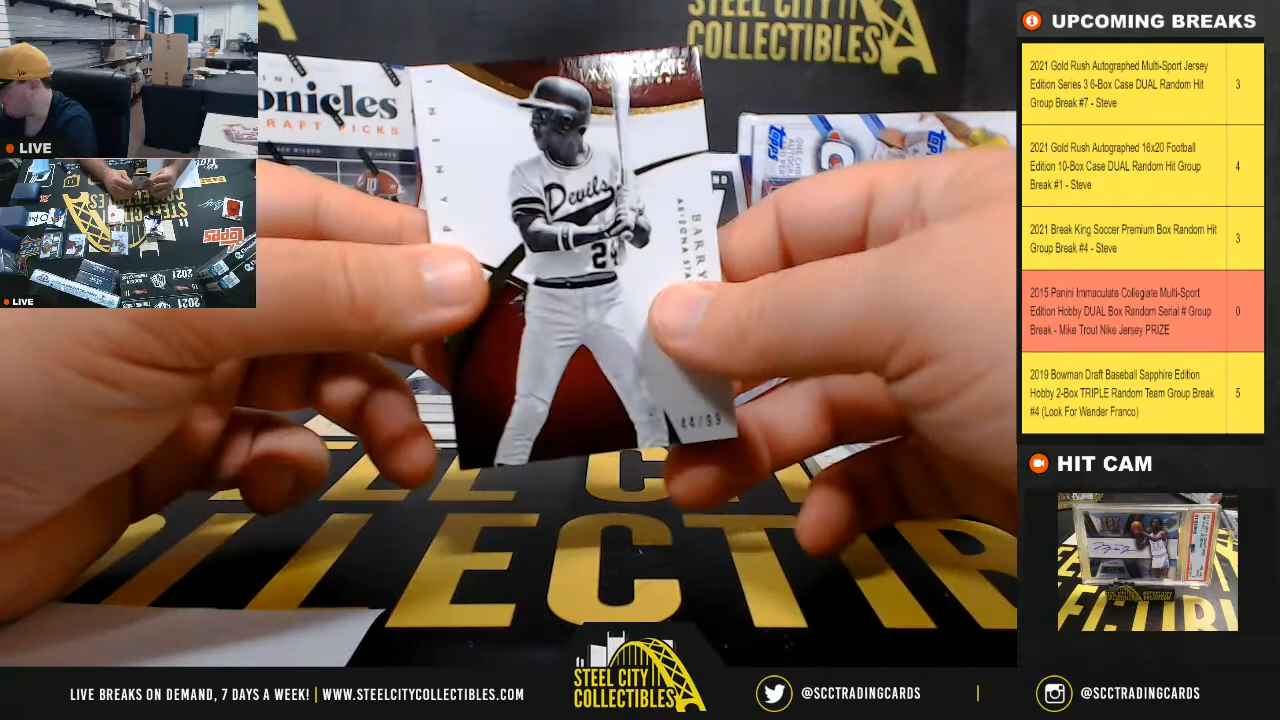 STEEL CITY
COLLECTIBLES
onicles
RAFT PICKS
IMMACULATE
Devils
24
BARRY
ARIZONA STA
44/99
topps
topps
LIVE
LIVE
2021
UPCOMING BREAKS
2021 Gold Rush Autographed Multi-Sport Jersey
Edition Series 3 6-Box Case DUAL Random Hit
Group Break #7 - Steve
3
2021 Gold Rush Autographed 16x20 Football
Edition 10-Box Case DUAL Random Hit Group
Break #1 - Steve
4
2021 Break King Soccer Premium Box Random Hit
Group Break #4 - Steve
3
2015 Panini Immaculate Collegiate Multi-Sport
Edition Hobby DUAL Box Random Serial # Group
Break - Mike Trout Nike Jersey PRIZE
0
2019 Bowman Draft Baseball Sapphire Edition
Hobby 2-Box TRIPLE Random Team Group Break
#4 (Look For Wander Franco)
5
HIT CAM
LIVE BREAKS ON DEMAND, 7 DAYS A WEEK! | WWW.STEELCITYCOLLECTIBLES.COM
STEEL CITY
COLLECTIBLES
@SCCTRADINGCARDS | @SCCTRADINGCARDS